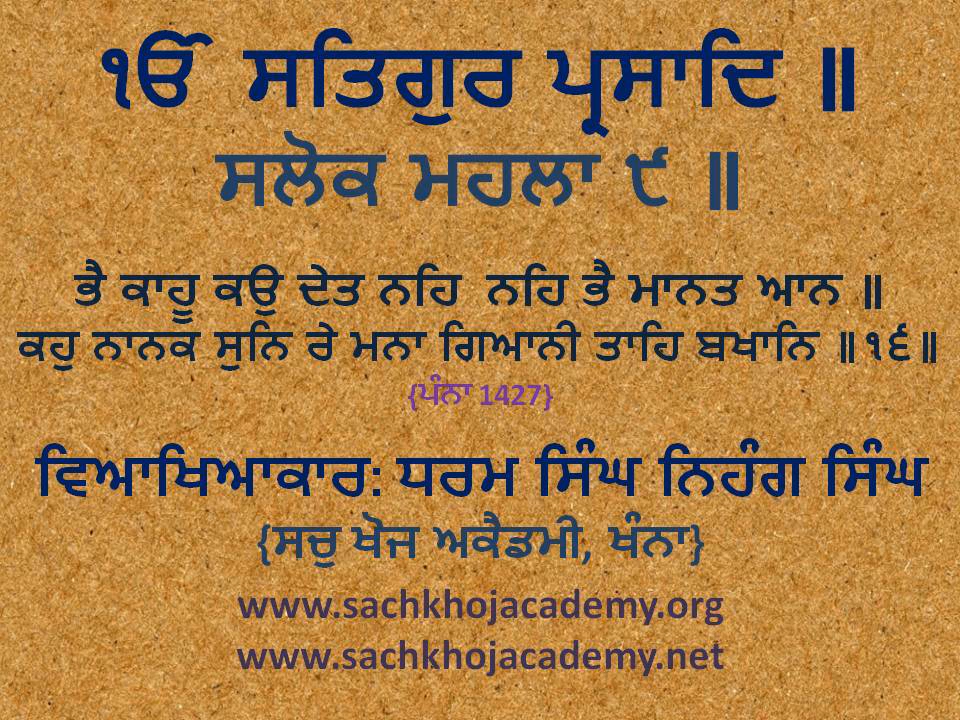 ੴ ਸਤਿਗੁਰ ਪ੍ਰਸਾਦਿ ॥
ਸਲੋਕ ਮਹਲਾ ੯ ॥
ਭੈ ਕਾਹੂ ਕਉ ਦੇਤ ਨਹਿ ਨਹਿ ਭੈ ਮਾਨਤ ਆਨ ॥
ਕਹੁ ਨਾਨਕ ਸੁਨਿ ਰੇ ਮਨਾ ਗਿਆਨੀ ਤਾਹਿ ਬਖਾਨਿ ॥੧੬॥
{ਪੰਨਾ 1427}
ਵਿਆਖਿਆਕਾਰ: ਧਰਮ ਸਿੰਘ ਨਿਹੰਗ ਸਿੰਘ
{ਸਚੁ ਖੋਜ ਅਕੈਡਮੀ, ਖੰਨਾ}
www.sachkhojacademy.org
www.sachkhojacademy.net